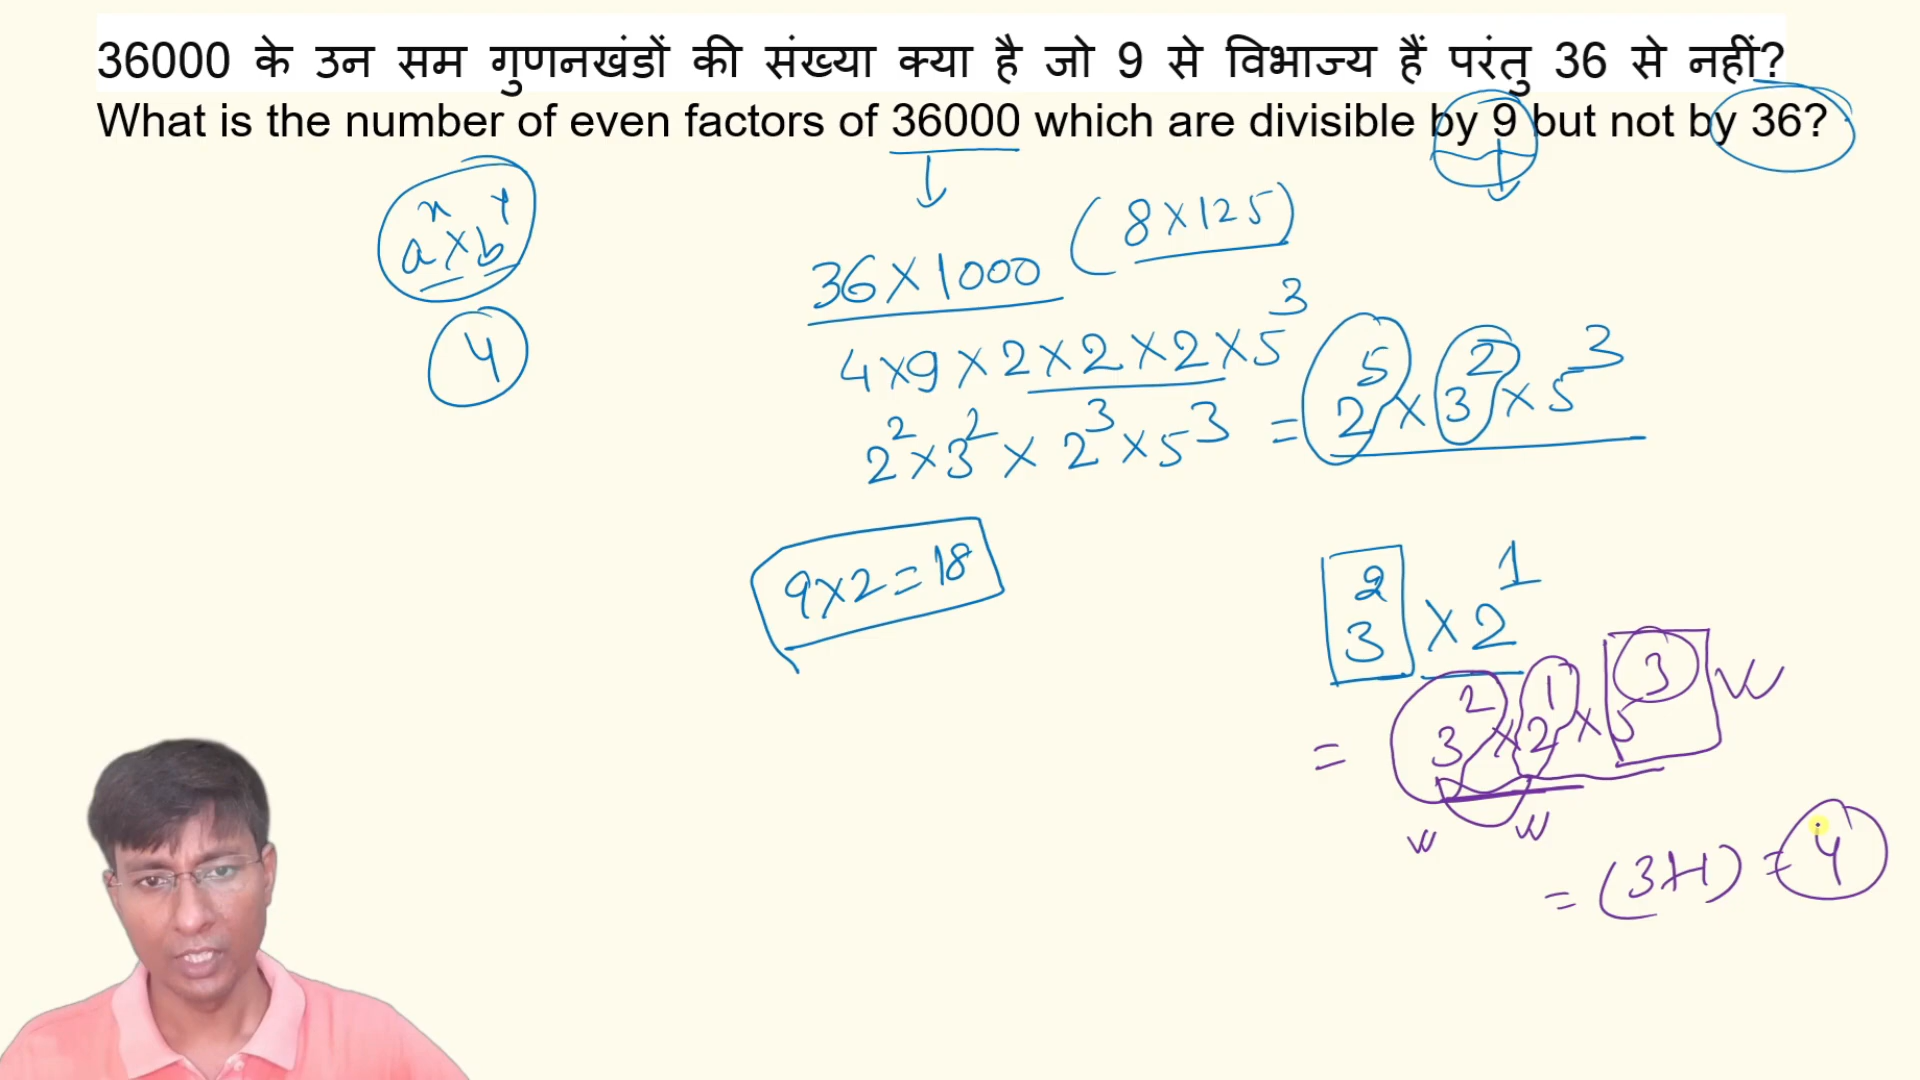 36000 के उन सम गुणनखंडों की संख्या क्या है जो 9 से विभाज्य हैं परंतु 36 से नहीं?
What is the number of even factors of 36000 which are divisible by 9 but not by 36?
a^x × b^y
4
(8×125)
36×1000
4×9×2×2×2×5^3
2^2×3^2×2^3×5^3 = 2^5×3^2×5^3
9×2=18
3^2×2^1
= 3^2×2^1×5^3
= (3+1) = 4